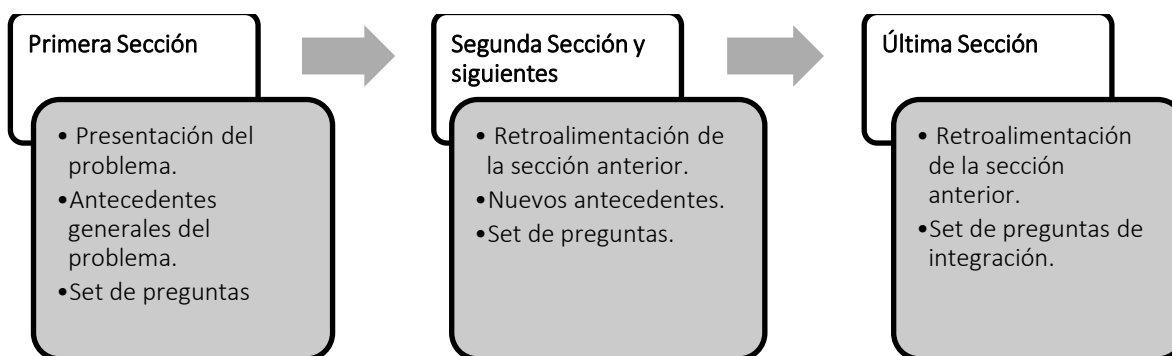 Primera Sección
• Presentación del
problema.
•Antecedentes
generales del
problema.
•Set de preguntas
Segunda Sección y
siguientes
• Retroalimentación de
la sección anterior.
•Nuevos antecedentes.
•Set de preguntas.
Última Sección
• Retroalimentación
de la sección
anterior.
•Set de preguntas de
integración.